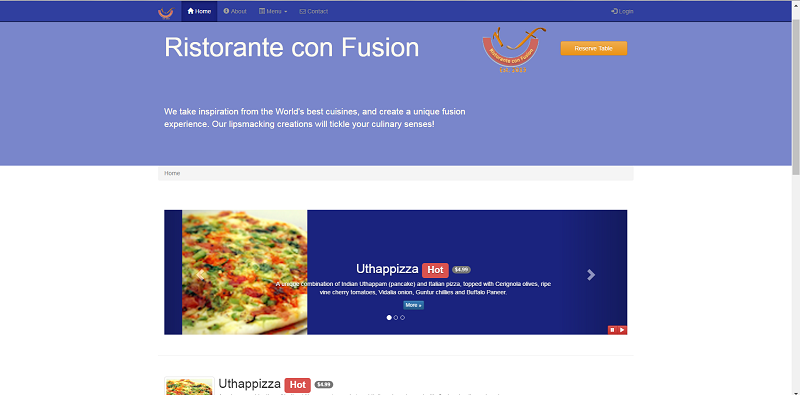 Home
About
Menu
Contact
Login
Ristorante con Fusion
Ristorante con Fusion
Reserve Table
We take inspiration from the World's best cuisines, and create a unique fusion
experience. Our lipsmacking creations will tickle your culinary senses!
Home
Uthappizza Hot $4.99
A unique combination of Indian Uthappam (pancake) and Italian pizza, topped with Cerignola olives, ripe
vine cherry tomatoes, Vidalia onion, Guntur chillies and Buffalo Paneer.
More »
Uthappizza Hot $4.99